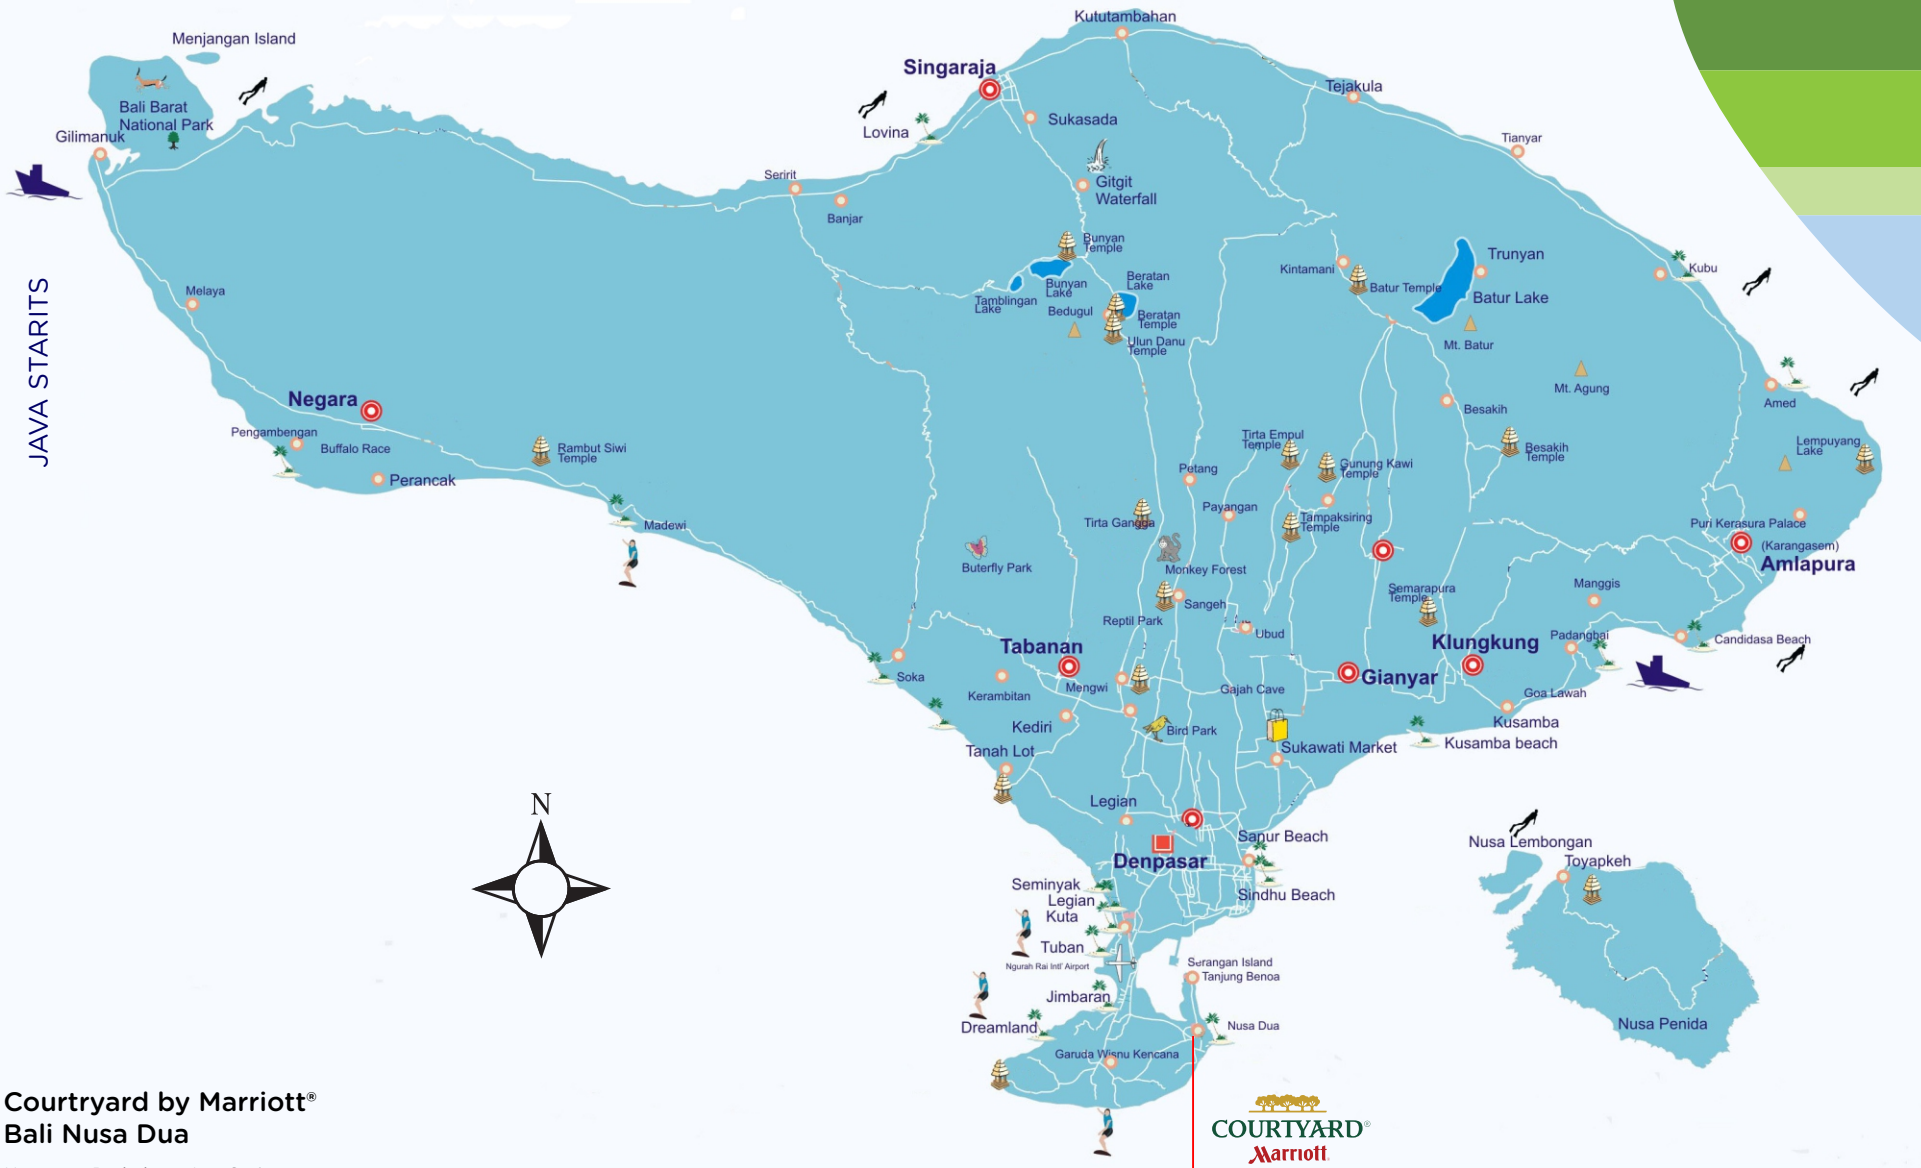 Kututambahan
Menjangan Island
Singaraja
Tejakula
Bali Barat
National Park
Gilimanuk
Lovina
Sukasada
Tianyar
Seririt
Gitgit
Waterfall
Banjar
Bunyan
Temple
Trunyan
Kintamani
Kubu
Beratan
Lake
Bunyan
Lake
Batur Temple
Batur Lake
Tamblingan
Lake
Melaya
Bedugul
Beratan
Temple
Ulun Danu
Temple
Mt. Batur
JAVA STARITS
Mt. Agung
Negara
Amed
Besakih
Pengambengan
Buffalo Race
Rambut Siwi
Temple
Tirta Empul
Temple
Besakih
Temple
Lempuyang
Lake
Gunung Kawi
Temple
Petang
Perancak
Payangan
Madewi
Tirta Gangga
Tampaksiring
Temple
Puri Kerasura Palace
(Karangasem)
Amlapura
Buterfly Park
Monkey Forest
Manggis
Semarapura
Temple
Sangeh
Reptil Park
Ubud
Tabanan
Klungkung
Padangbai
Candidasa Beach
Soka
Gianyar
Mengwi
Gajah Cave
Kerambitan
Goa Lawah
Kediri
Bird Park
Kusamba
Tanah Lot
Sukawati Market
Kusamba beach
N
Legian
Sanur Beach
Nusa Lembongan
Denpasar
Toyapkeh
Seminyak
Sindhu Beach
Legian
Kuta
Tuban
Ngurah Rai Intl' Airport
Serangan Island
Tanjung Benoa
Jimbaran
Dreamland
Nusa Dua
Nusa Penida
Garuda Wisnu Kencana
Courtryard by Marriott®
Bali Nusa Dua
COURTYARD®
Marriott.